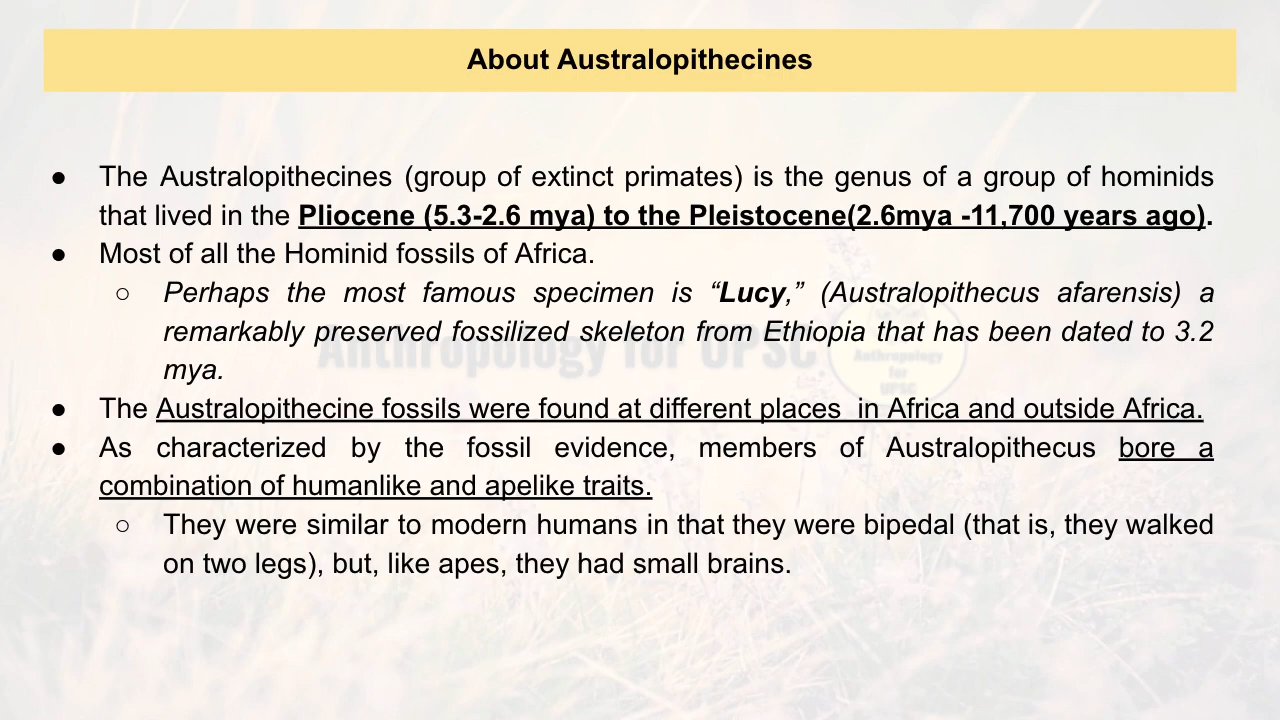 About Australopithecines
● The Australopithecines (group of extinct primates) is the genus of a group of hominids
that lived in the Pliocene (5.3-2.6 mya) to the Pleistocene(2.6mya -11,700 years ago).
● Most of all the Hominid fossils of Africa.
○ Perhaps the most famous specimen is “Lucy,” (Australopithecus afarensis) a
remarkably preserved fossilized skeleton from Ethiopia that has been dated to 3.2
mya.
Anthropology for UPSC
Anthropology
for
UPSC
● The Australopithecine fossils were found at different places  in Africa and outside Africa.
● As characterized by the fossil evidence, members of Australopithecus bore a
combination of humanlike and apelike traits.
○ They were similar to modern humans in that they were bipedal (that is, they walked
on two legs), but, like apes, they had small brains.